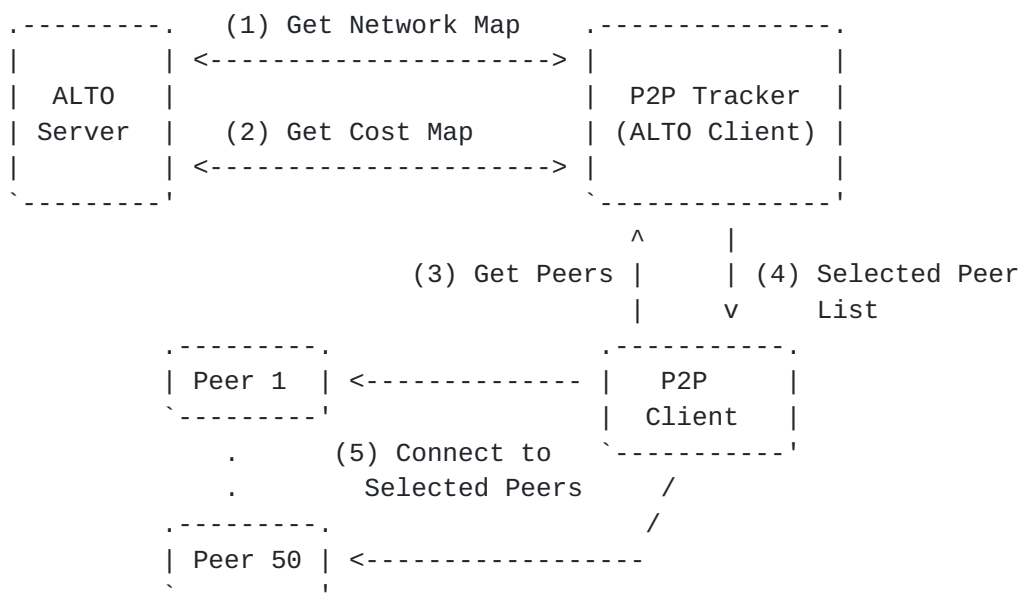 (1) Get Network Map
ALTO P2P Tracker
Server (2) Get Cost Map (ALTO Client)
(3) Get Peers (4) Selected Peer
List
Peer 1 P2P
Client
(5) Connect to
Selected Peers
Peer 50